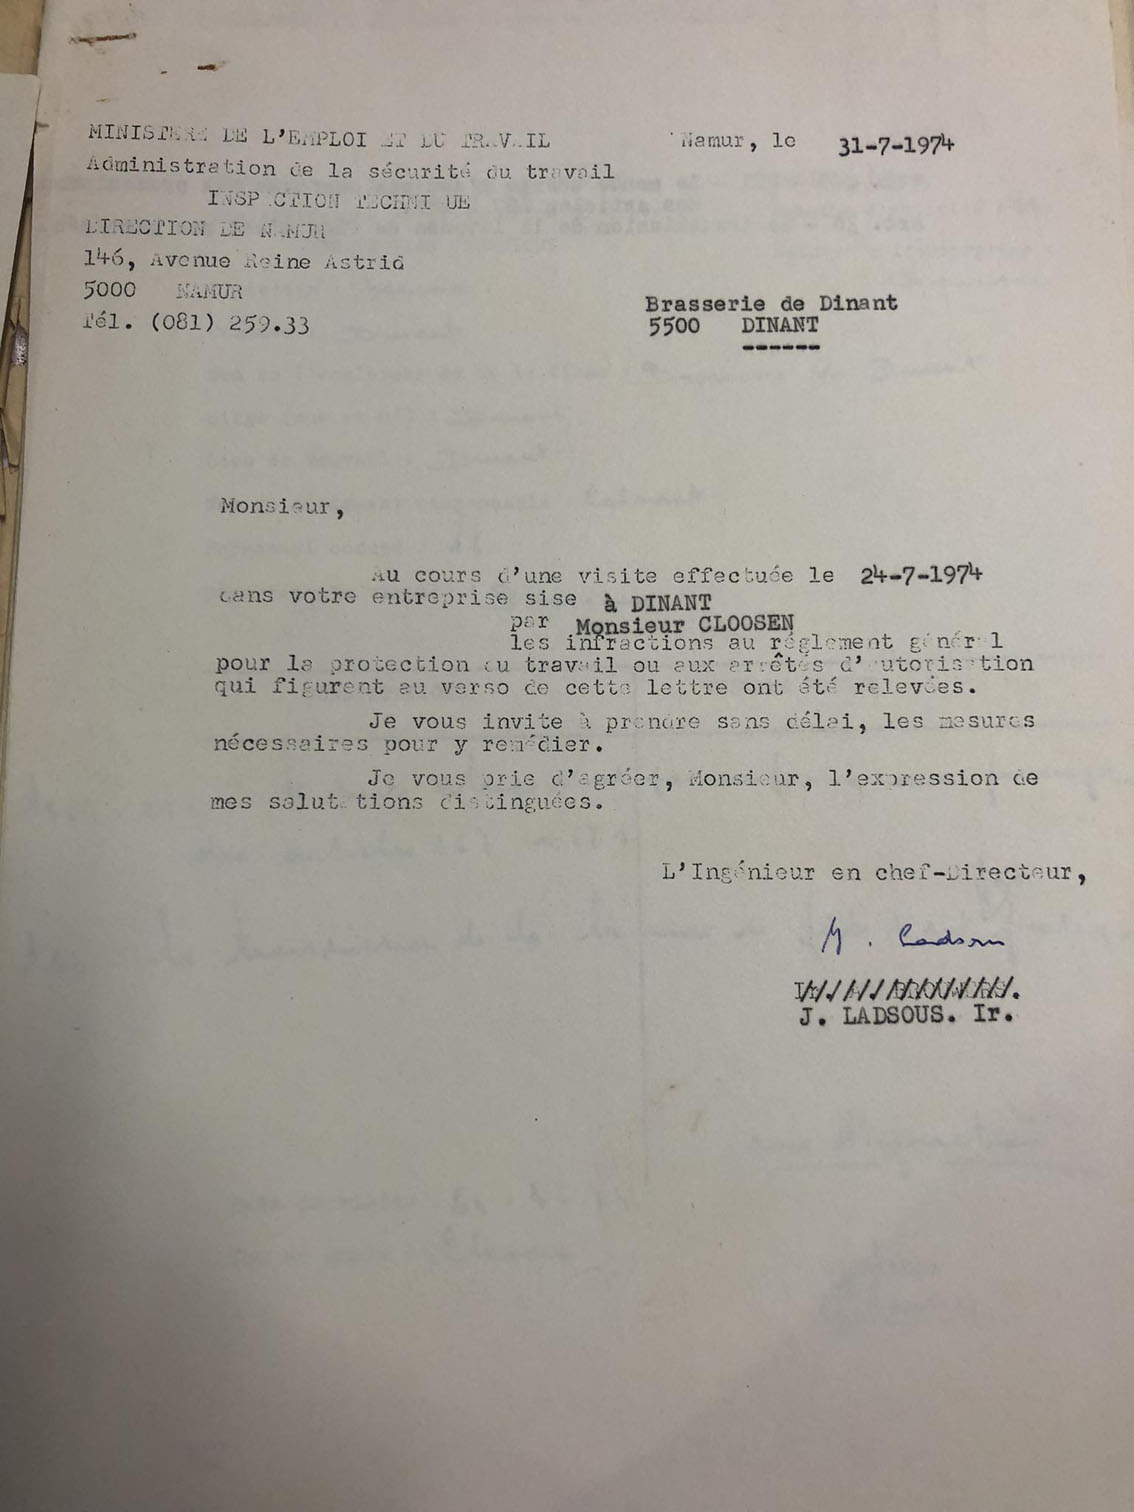 MINISTERE DE L'EMPLOI ET DU TRAVAIL
Administration de la sécurité du travail
INSPECTION TECHNIQUE
DIRECTION DE NAMUR
146, Avenue Reine Astrid
5000 NAMUR
Tél. (081) 259.33
Namur, le 31-7-1974
Brasserie de Dinant
5500 DINANT
Monsieur,
Au cours d'une visite effectuée le 24-7-1974
dans votre entreprise sise à DINANT
par Monsieur CLOOSEN
les infractions au réglement général
pour la protection du travail ou aux arrêtés d'autorisation
qui figurent au verso de cette lettre ont été relevées.
Je vous invite à prendre sans délai, les mesures
nécessaires pour y remédier.
Je vous prie d'agréer, Monsieur, l'expression de
mes salutations distinguées.
L'Ingénieur en chef-Directeur,
J. LADSOUS. Ir.